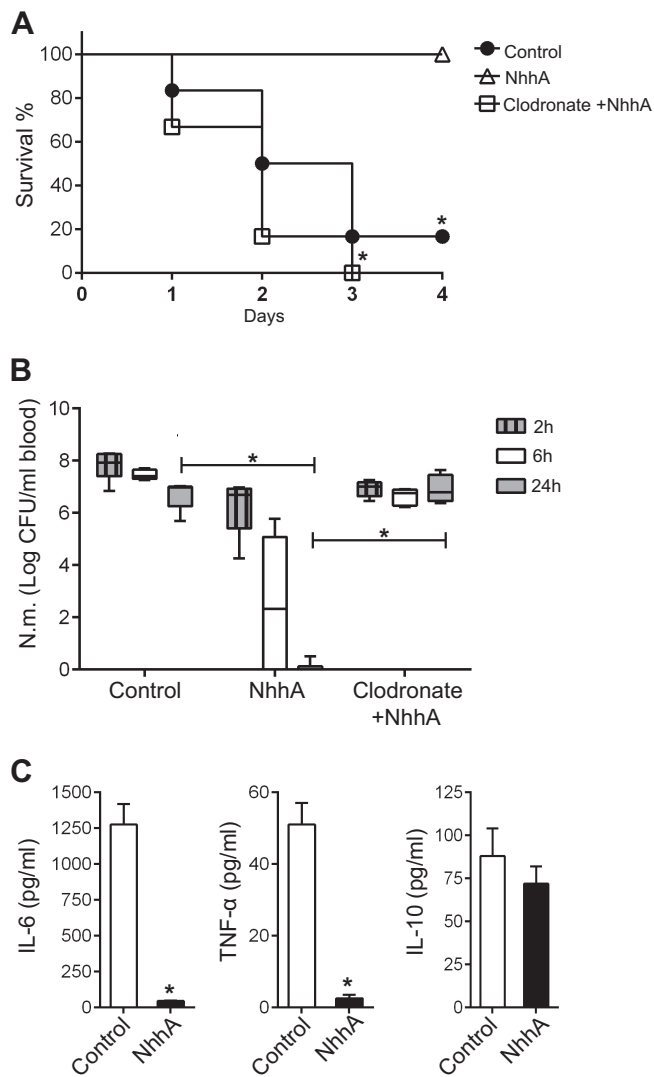 A
Survival %
100
80
60
40
20
0
0 1 2 3 4
Days
* *
Control
NhhA
Clodronate +NhhA
B
N.m. (Log CFU/ml blood)
10
8
6
4
2
0
* *
Control NhhA Clodronate
+NhhA
2h
6h
24h
C
IL-6 (pg/ml)
1500
1250
1000
750
500
250
0
*
Control NhhA
TNF-α (pg/ml)
60
40
20
0
*
Control NhhA
IL-10 (pg/ml)
125
100
75
50
25
0
Control NhhA